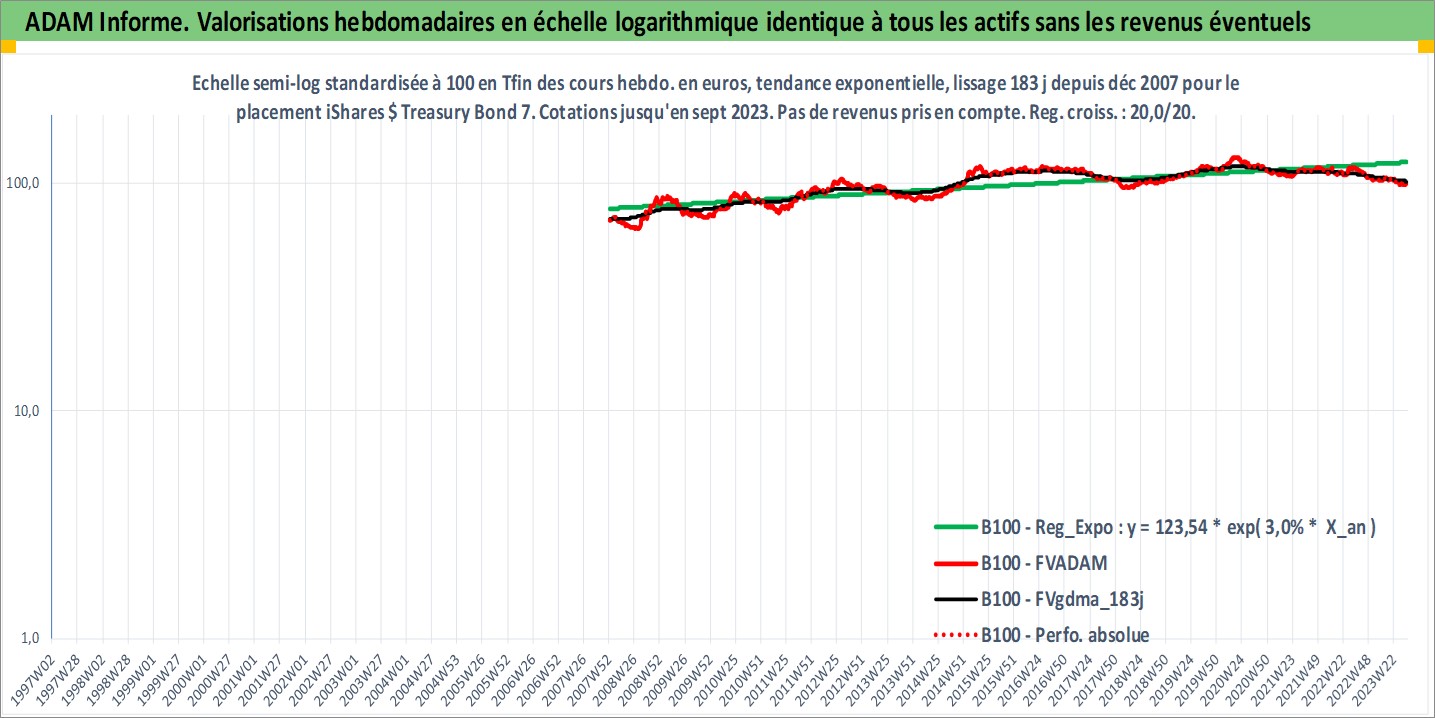 ADAM Informe. Valorisations hebdomadaires en échelle logarithmique identique à tous les actifs sans les revenus éventuels
Echelle semi-log standardisée à 100 en Tfin des cours hebdo. en euros, tendance exponentielle, lissage 183 j depuis déc 2007 pour le
placement iShares $ Treasury Bond 7. Cotations jusqu'en sept 2023. Pas de revenus pris en compte. Reg. croiss. : 20,0/20.
100,0
10,0
1,0
B100 - Reg_Expo : y = 123,54 * exp( 3,0% * X_an )
B100 - FVADAM
B100 - FVgdma_183j
B100 - Perfo. absolue
1997W02
1997W28
1998W02
1998W28
1999W01
1999W27
2000W01
2000W27
2001W01
2001W27
2002W01
2002W27
2003W01
2003W27
2004W01
2004W27
2004W53
2005W26
2005W52
2006W26
2006W52
2007W26
2007W52
2008W26
2008W52
2009W26
2009W52
2010W25
2010W51
2011W25
2011W51
2012W25
2012W51
2013W25
2013W51
2014W25
2014W51
2015W25
2015W51
2016W24
2016W50
2017W24
2017W50
2018W24
2018W50
2019W24
2019W50
2020W24
2020W50
2021W23
2021W49
2022W22
2022W48
2023W22